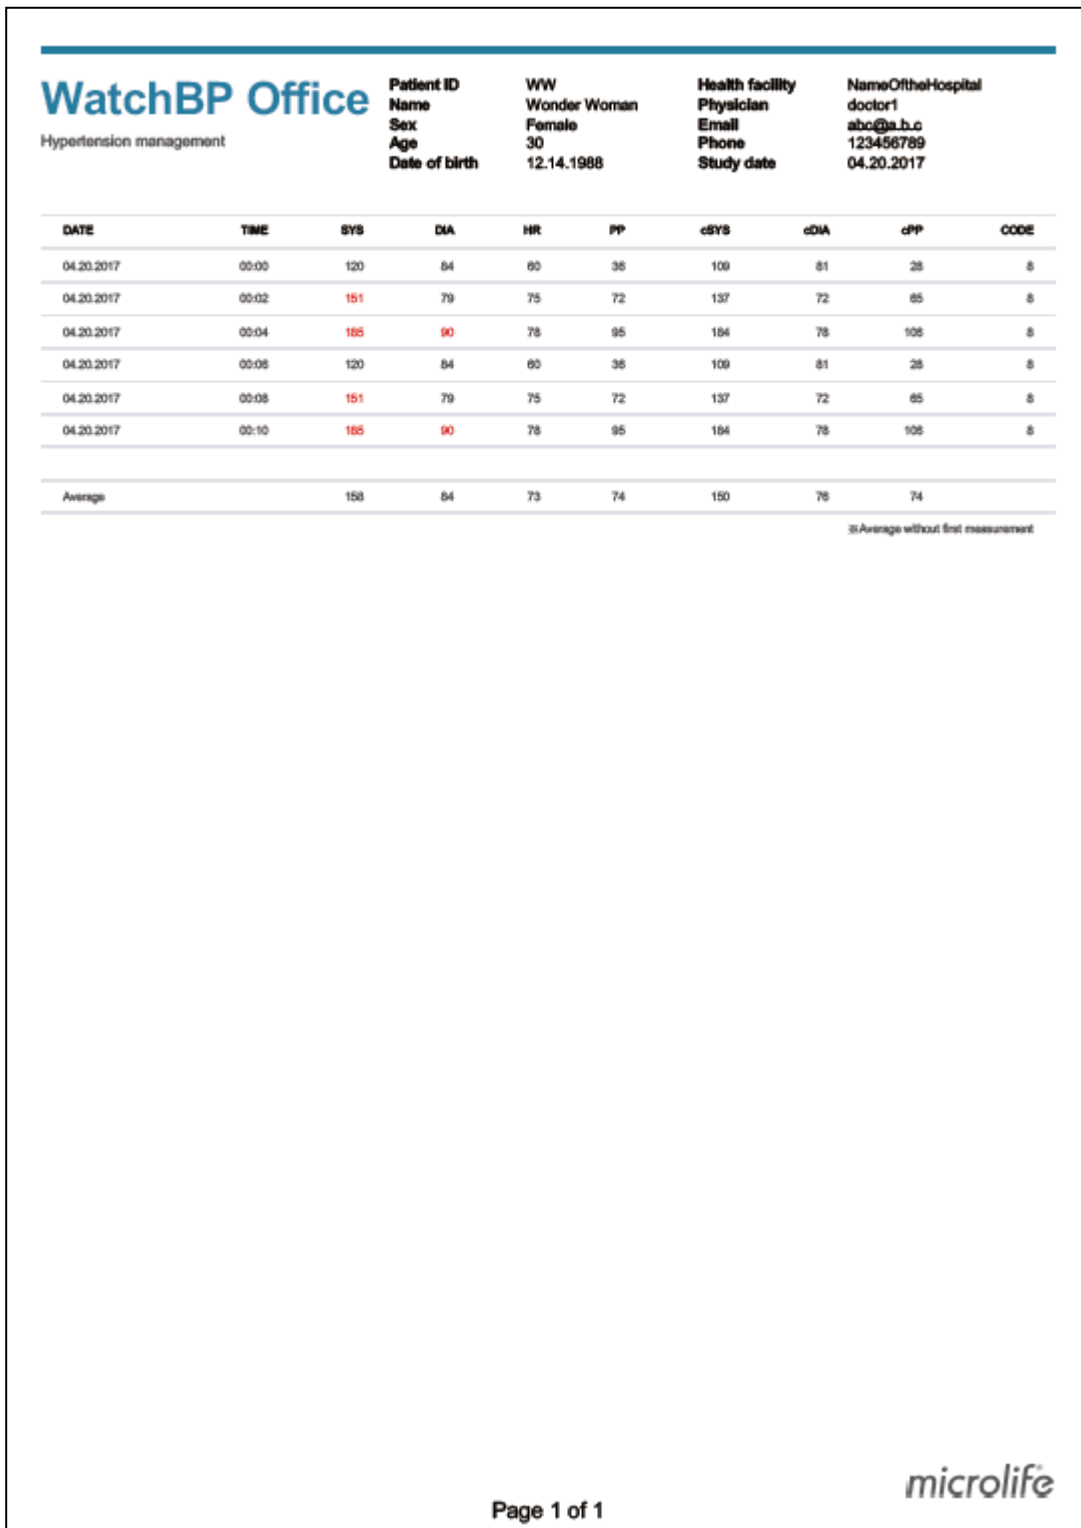 WatchBP Office
Hypertension management
Patient ID WW
Name Wonder Woman
Sex Female
Age 30
Date of birth 12.14.1988
Health facility NameOftheHospital
Physician doctor1
Email abc@a.b.c
Phone 123456789
Study date 04.20.2017
DATE TIME SYS DIA HR PP cSYS cDIA cPP CODE
04.20.2017 00:00 120 84 60 36 109 81 28 8
04.20.2017 00:02 151 79 75 72 137 72 65 8
04.20.2017 00:04 185 90 78 95 184 78 106 8
04.20.2017 00:06 120 84 60 36 109 81 28 8
04.20.2017 00:08 151 79 75 72 137 72 65 8
04.20.2017 00:10 185 90 78 95 184 78 106 8
Average 158 84 73 74 150 76 74
※Average without first measurement
microlife
Page 1 of 1